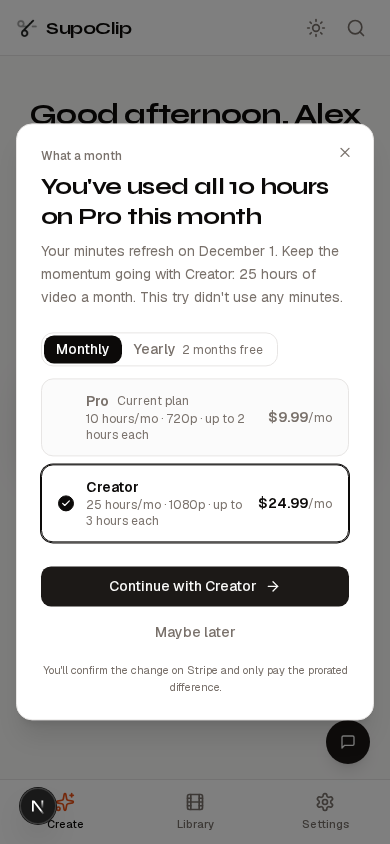 SupoClip
Good afternoon, Alex
What a month
You've used all 10 hours
on Pro this month
Your minutes refresh on December 1. Keep the
momentum going with Creator: 25 hours of
video a month. This try didn't use any minutes.
Monthly Yearly 2 months free
Pro Current plan
10 hours/mo · 720p · up to 2
hours each
$9.99/mo
Creator
25 hours/mo · 1080p · up to
3 hours each
$24.99/mo
Continue with Creator →
Maybe later
You'll confirm the change on Stripe and only pay the prorated
difference.
N
Create Library Settings